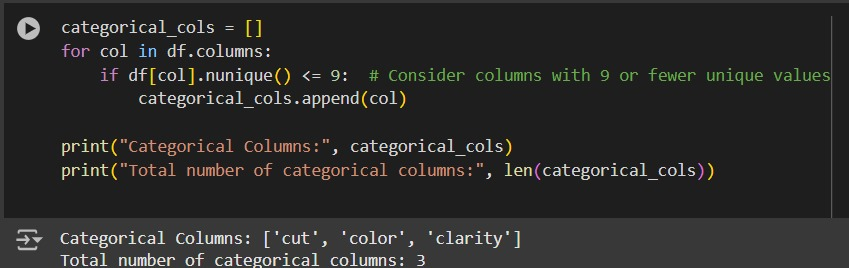 categorical_cols = []
for col in df.columns:
    if df[col].nunique() <= 9:  # Consider columns with 9 or fewer unique values
        categorical_cols.append(col)
print("Categorical Columns:", categorical_cols)
print("Total number of categorical columns:", len(categorical_cols))
Categorical Columns: ['cut', 'color', 'clarity']
Total number of categorical columns: 3